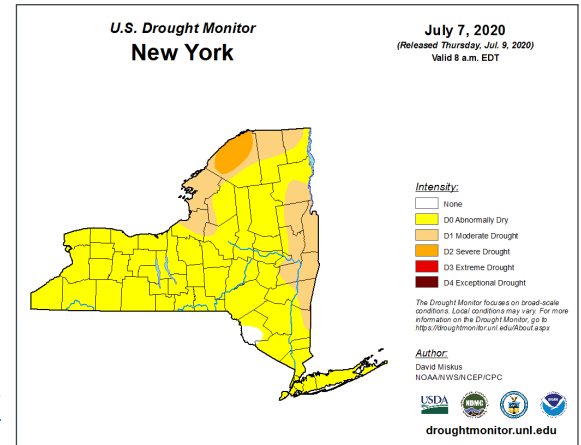 U.S. Drought Monitor
New York
July 7, 2020
(Released Thursday, Jul. 9, 2020)
Valid 8 a.m. EDT
Intensity:
None
D0 Abnormally Dry
D1 Moderate Drought
D2 Severe Drought
D3 Extreme Drought
D4 Exceptional Drought
The Drought Monitor focuses on broad-scale
conditions. Local conditions may vary. For more
information on the Drought Monitor, go to
https://droughtmonitor.unl.edu/About.aspx
Author:
David Miskus
NOAA/NWS/NCEP/CPC
USDA
NDMC
droughtmonitor.unl.edu